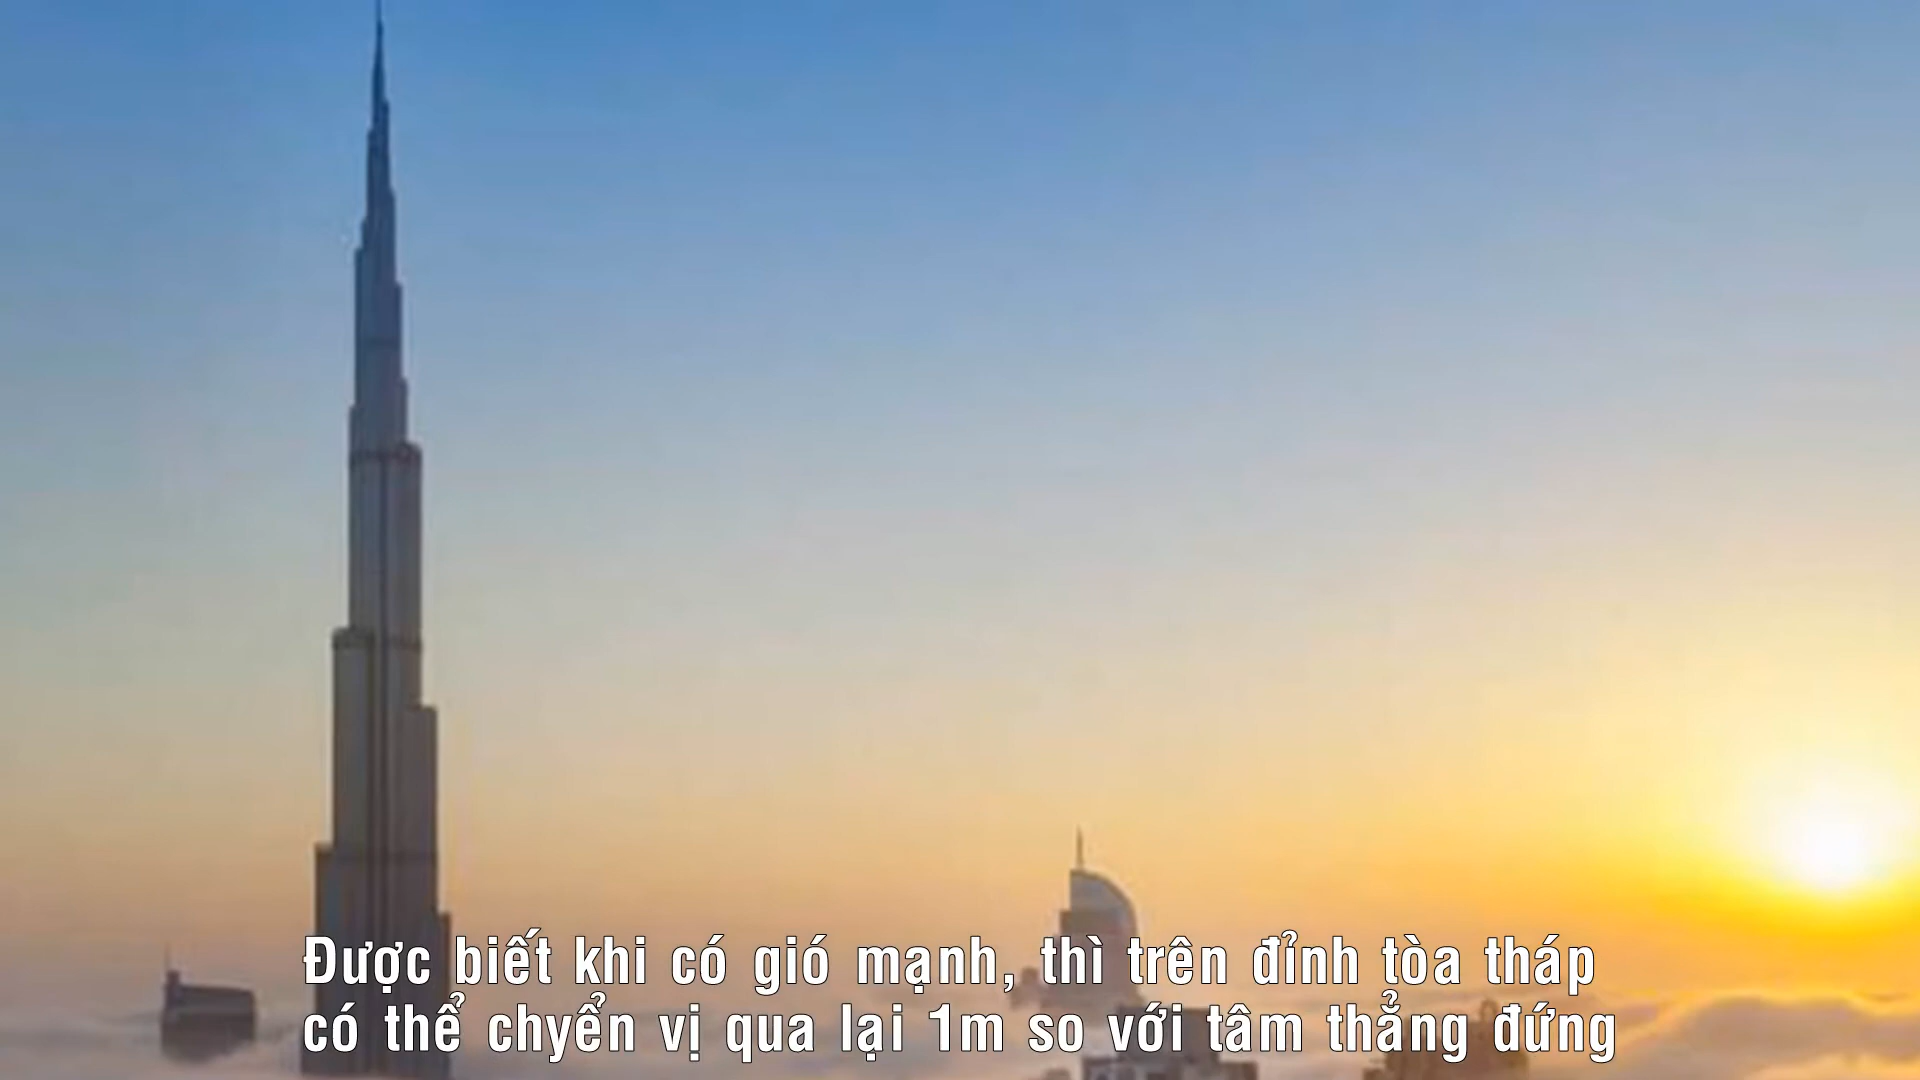 Được biết khi có gió mạnh, thì trên đỉnh tòa tháp
có thể chyển vị qua lại 1m so với tâm thẳng đứng